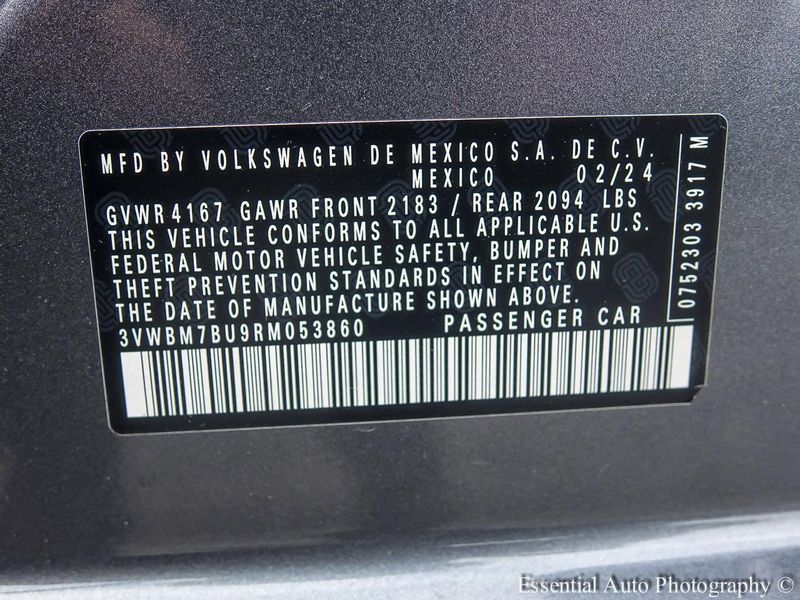 MFD BY VOLKSWAGEN DE MEXICO S.A. DE C.V.
MEXICO 02/24
GVWR 4167 GAWR FRONT 2183 / REAR 2094 LBS
THIS VEHICLE CONFORMS TO ALL APPLICABLE U.S.
FEDERAL MOTOR VEHICLE SAFETY, BUMPER AND
THEFT PREVENTION STANDARDS IN EFFECT ON
THE DATE OF MANUFACTURE SHOWN ABOVE.
3VWBM7BU9RM053860 PASSENGER CAR
0752303 3917 M
Essential Auto Photography ©